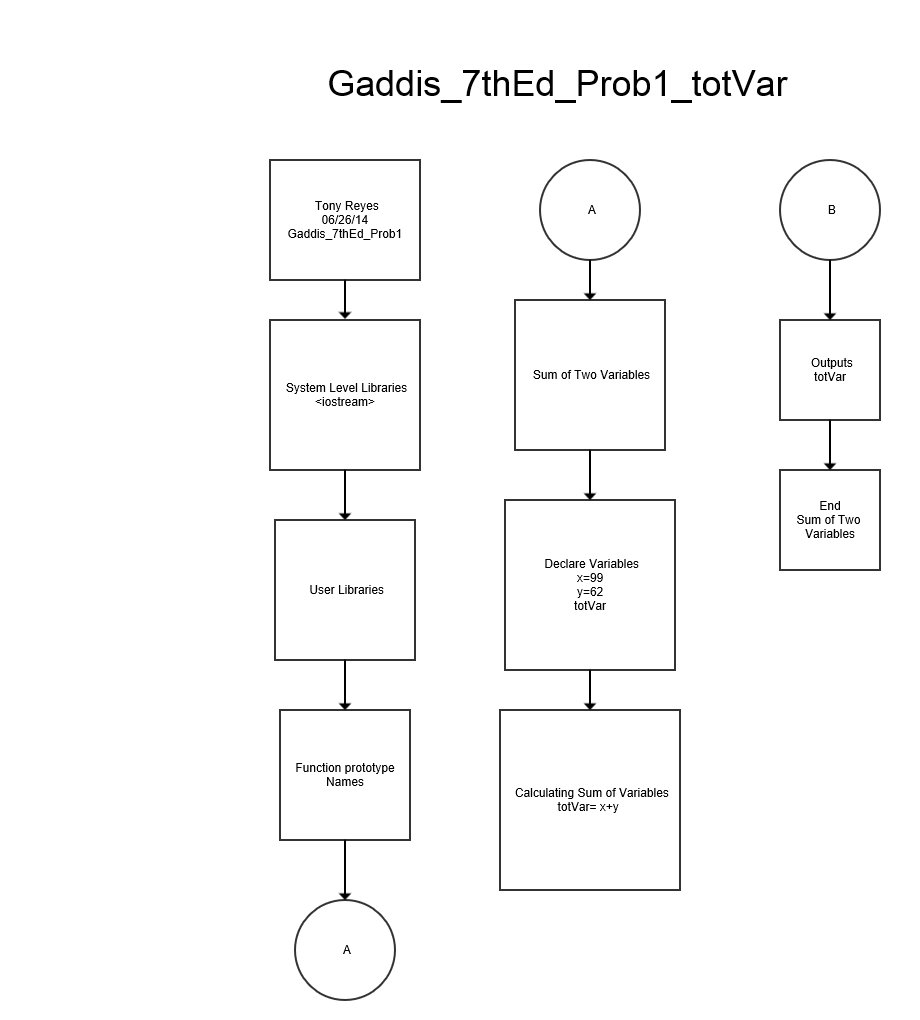 Gaddis_7thEd_Prob1_totVar
Tony Reyes
06/26/14
Gaddis_7thEd_Prob1
System Level Libraries
<iostream>
User Libraries
Function prototype
Names
A
A
Sum of Two Variables
Declare Variables
x=99
y=62
totVar
Calculating Sum of Variables
totVar= x+y
B
Outputs
totVar
End
Sum of Two
Variables